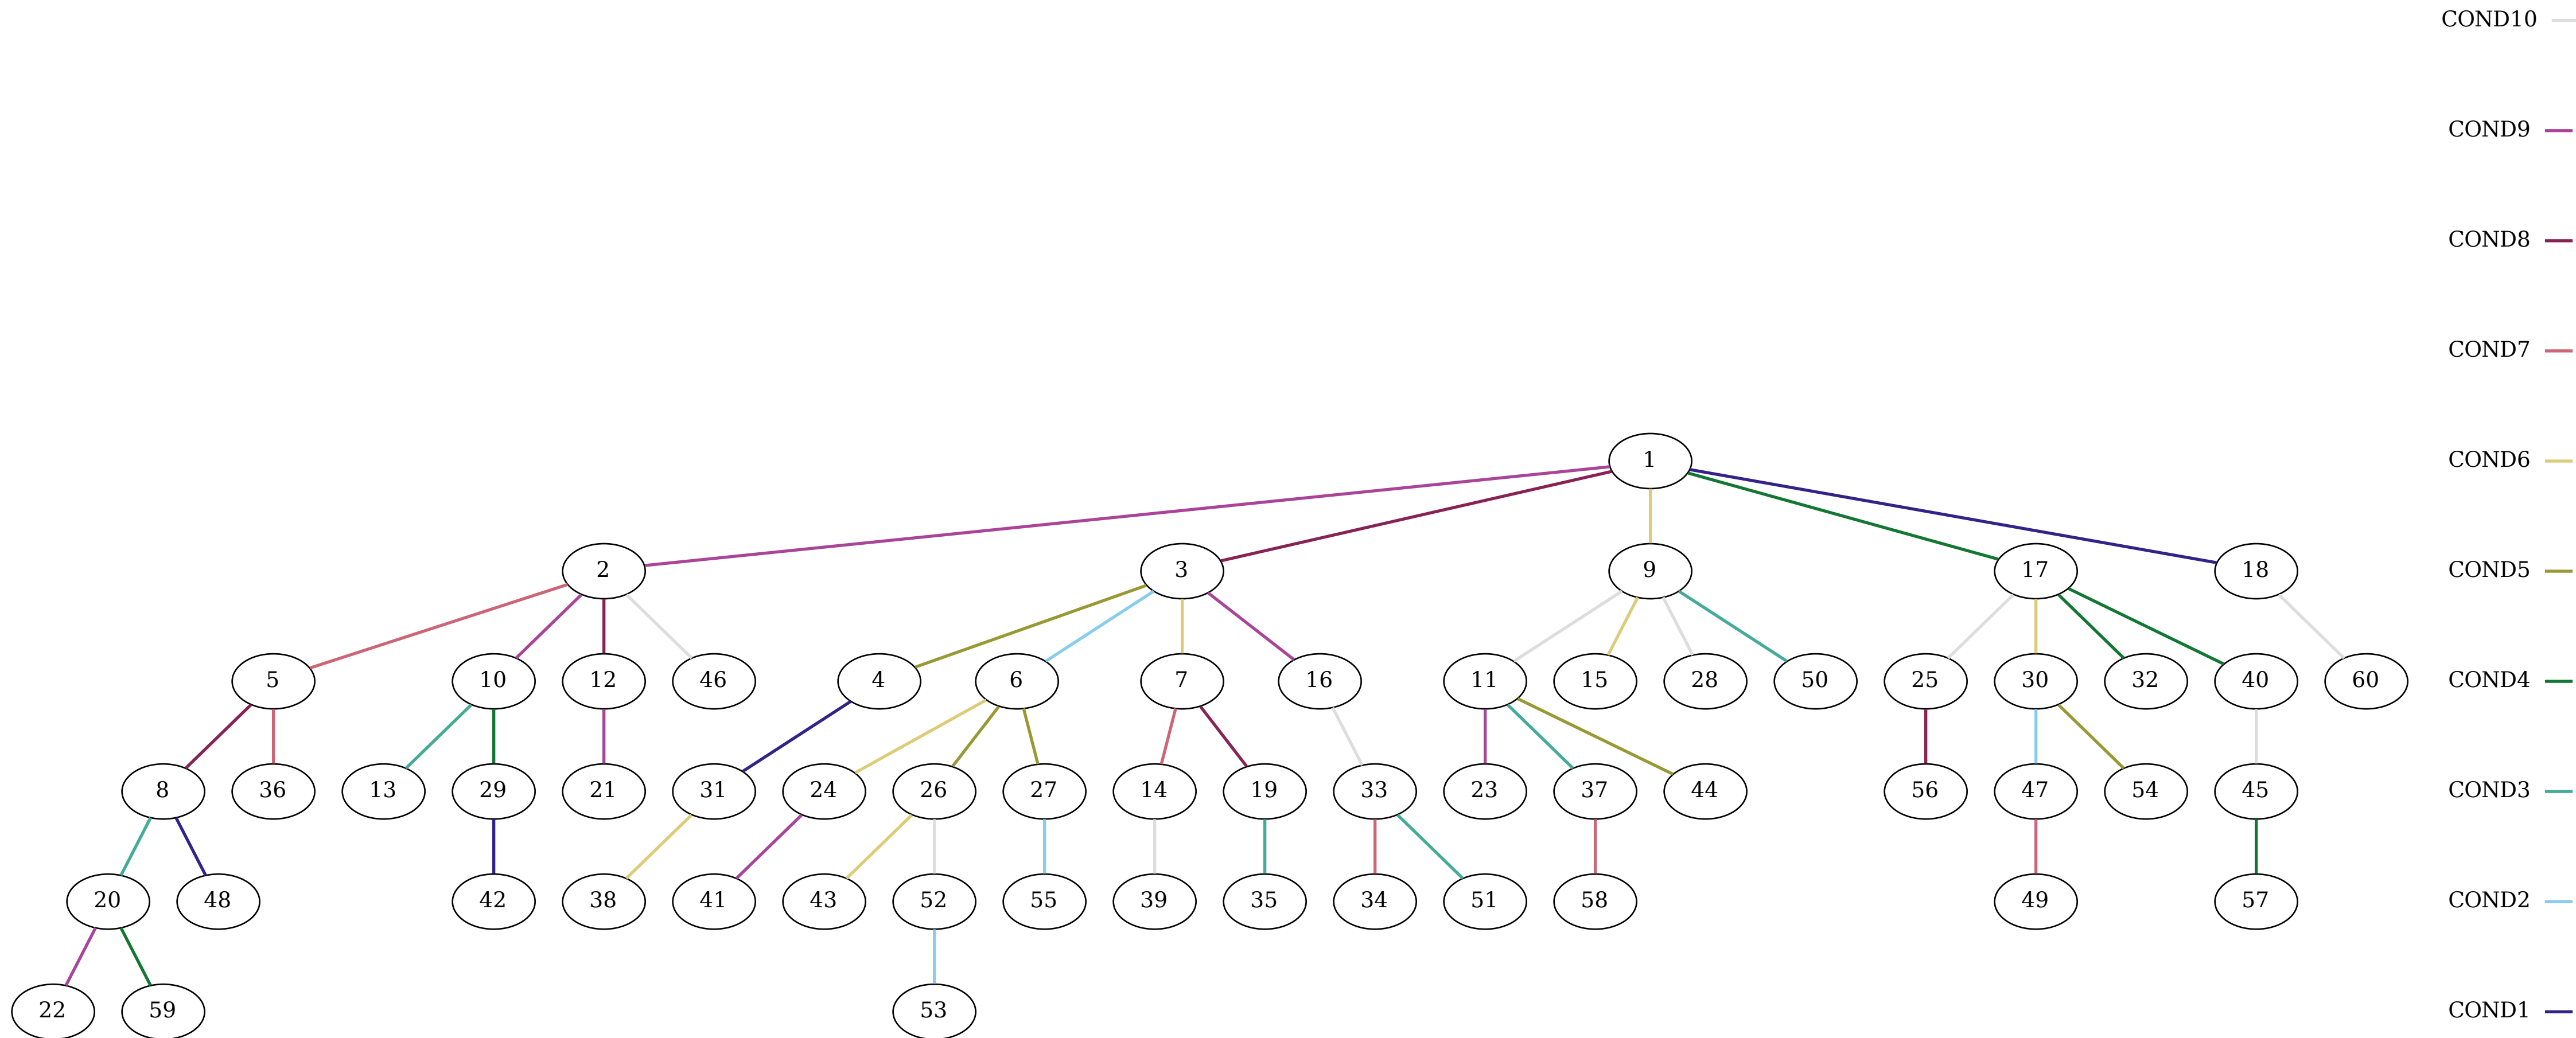 COND10
COND9
COND8
COND7
1 COND6
2 3 9 17 18 COND5
5 10 12 46 4 6 7 16 11 15 28 50 25 30 32 40 60 COND4
8 36 13 29 21 31 24 26 27 14 19 33 23 37 44 56 47 54 45 COND3
20 48 42 38 41 43 52 55 39 35 34 51 58 49 57 COND2
22 59 53 COND1